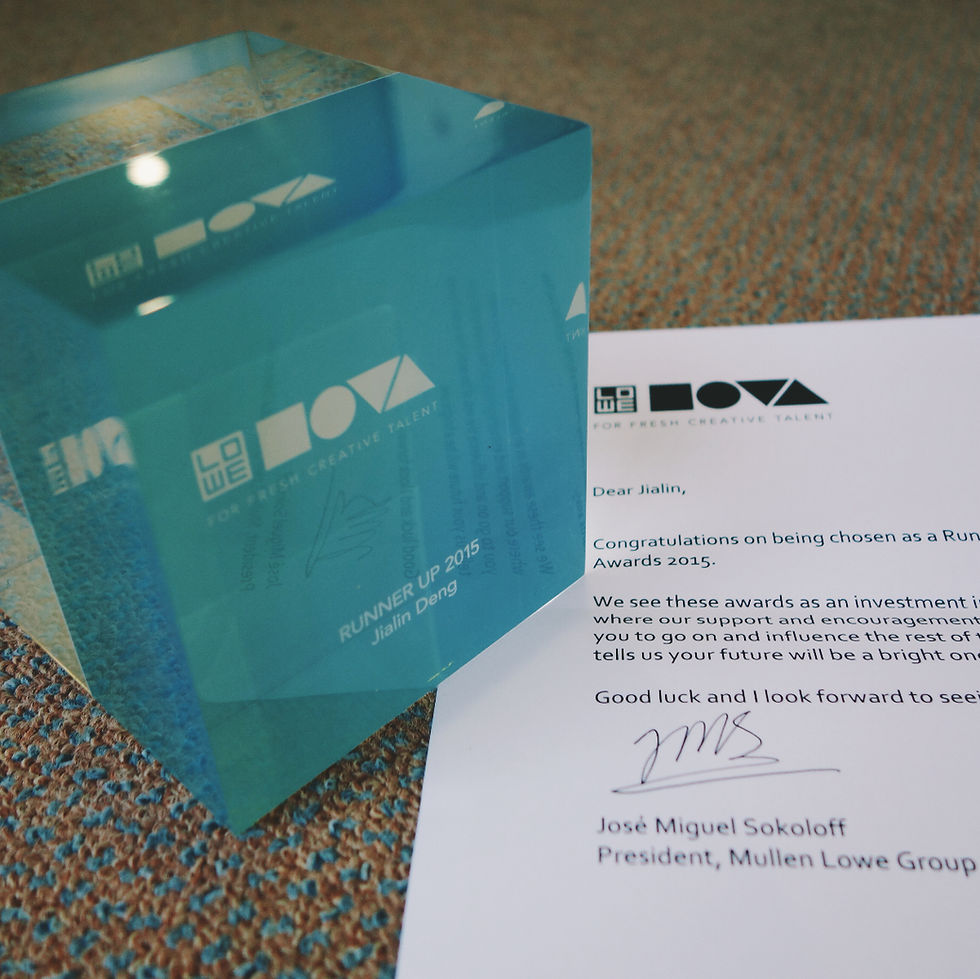 LOWE NOVA
FOR FRESH CREATIVE TALENT
RUNNER UP 2015
Jialin Deng
LOWE NOVA
FOR FRESH CREATIVE TALENT
Dear Jialin,
Congratulations on being chosen as a Run
Awards 2015.
We see these awards as an investment i
where our support and encouragement
you to go on and influence the rest of
tells us your future will be a bright one
Good luck and I look forward to seei
José Miguel Sokoloff
President, Mullen Lowe Group